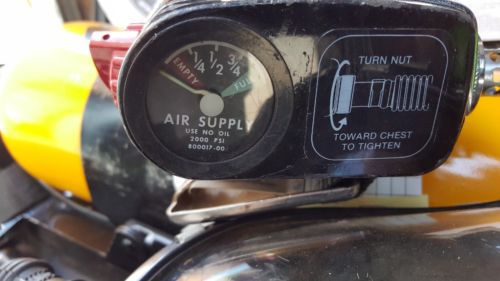 EMPTY 1/4 1/2 3/4 FUL
AIR SUPPLY
USE NO OIL
2000 PSI
800017-00
TURN NUT
TOWARD CHEST
TO TIGHTEN